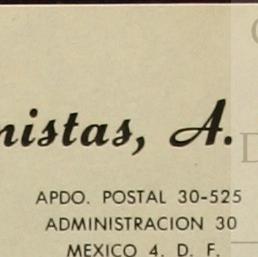 nistas, A.
APDO. POSTAL 30-525
ADMINISTRACION 30
MEXICO 4, D. F.